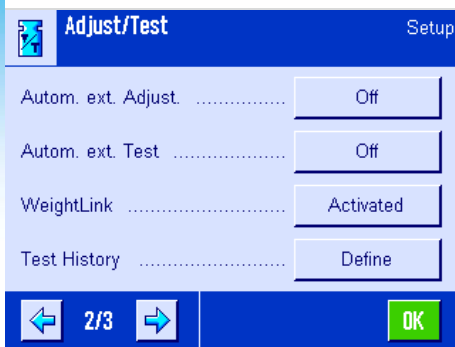 Adjust/Test Setup
Autom. ext. Adjust. ................ Off
Autom. ext. Test .................... Off
WeightLink ............................ Activated
Test History .......................... Define
2/3 OK